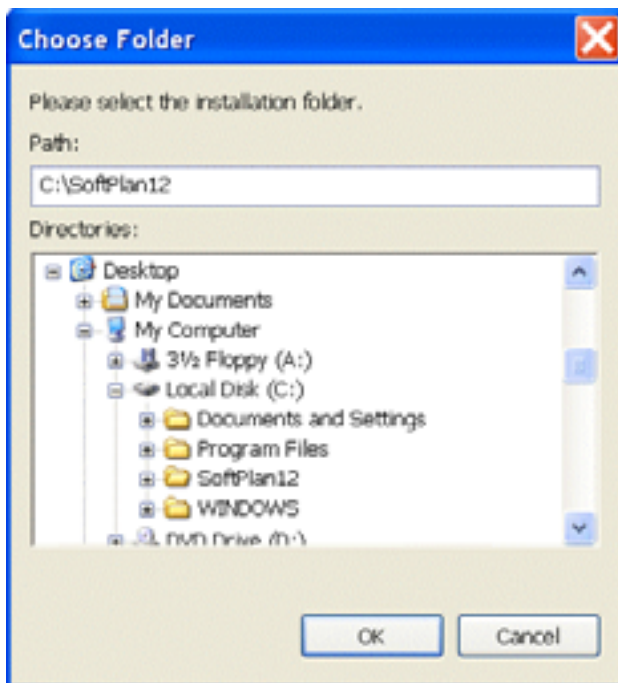 Choose Folder
Please select the installation folder.
Path:
C:\SoftPlan12
Directories:
Desktop
My Documents
My Computer
3½ Floppy (A:)
Local Disk (C:)
Documents and Settings
Program Files
SoftPlan12
WINDOWS
DVD Drive (D:)
OK Cancel